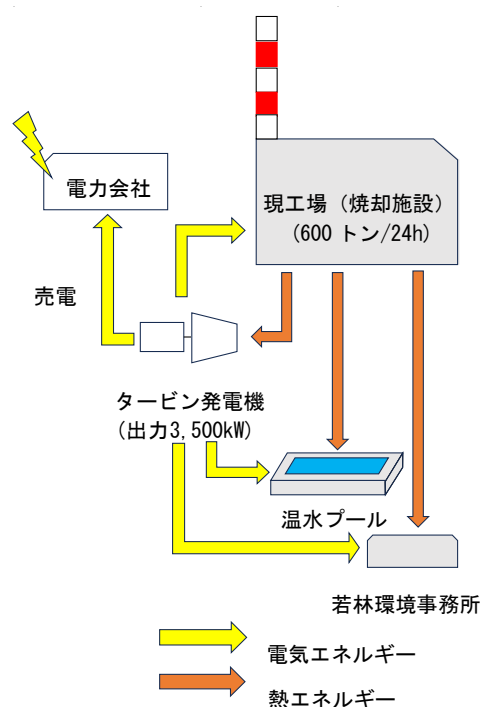 電力会社
現工場（焼却施設）
(600 トン/24h)
売電
タービン発電機
(出力3,500kW)
温水プール
若林環境事務所
電気エネルギー
熱エネルギー